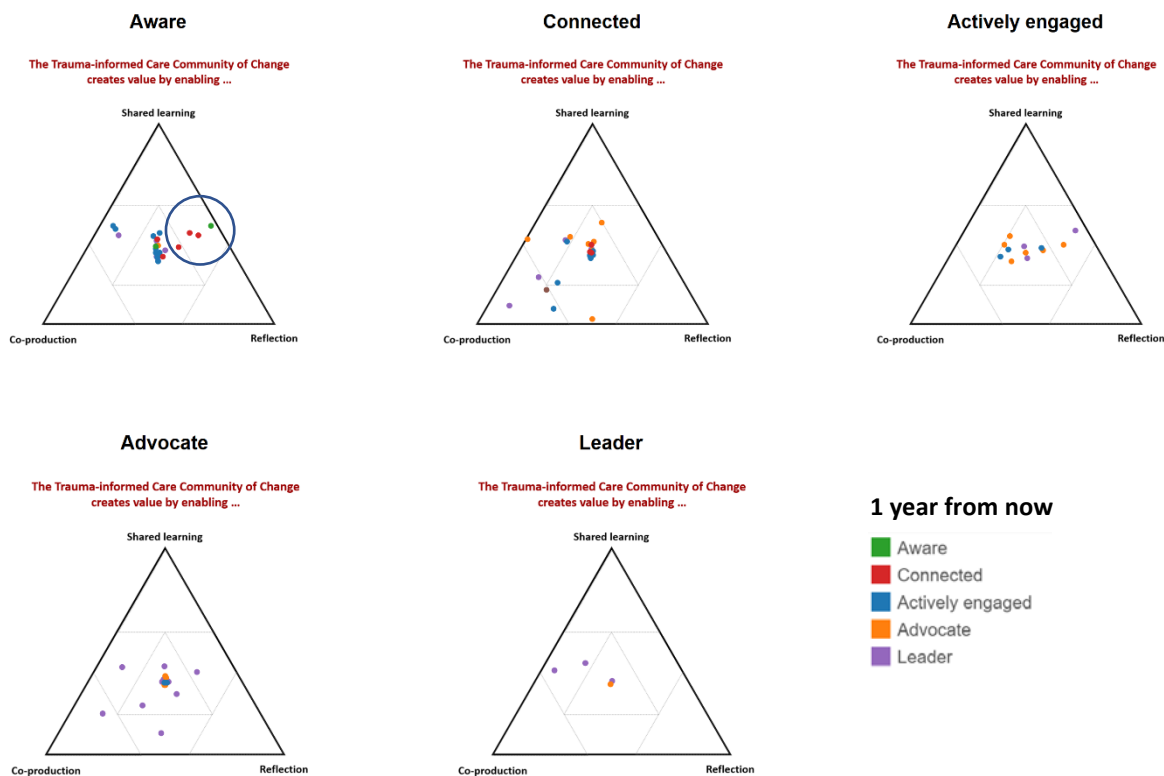 Aware
The Trauma-informed Care Community of Change
creates value by enabling ...
Shared learning
Co-production
Reflection
Connected
The Trauma-informed Care Community of Change
creates value by enabling ...
Shared learning
Co-production
Reflection
Actively engaged
The Trauma-informed Care Community of Change
creates value by enabling ...
Shared learning
Co-production
Reflection
Advocate
The Trauma-informed Care Community of Change
creates value by enabling ...
Shared learning
Co-production
Reflection
Leader
The Trauma-informed Care Community of Change
creates value by enabling ...
Shared learning
Co-production
Reflection
1 year from now
Aware
Connected
Actively engaged
Advocate
Leader